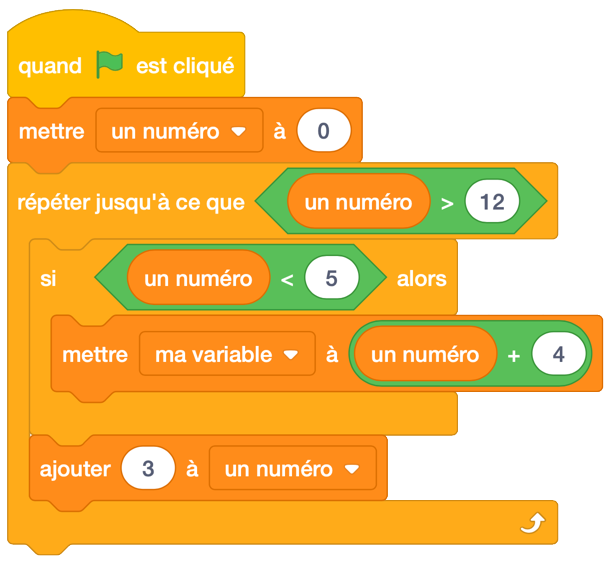 quand est cliqué
mettre un numéro à 0
répéter jusqu'à ce que un numéro > 12
si un numéro < 5 alors
mettre ma variable à un numéro + 4
ajouter 3 à un numéro